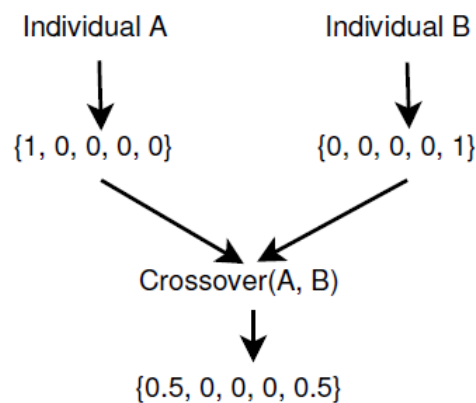 Individual A
Individual B
{1, 0, 0, 0, 0}
{0, 0, 0, 0, 1}
Crossover(A, B)
{0.5, 0, 0, 0, 0.5}